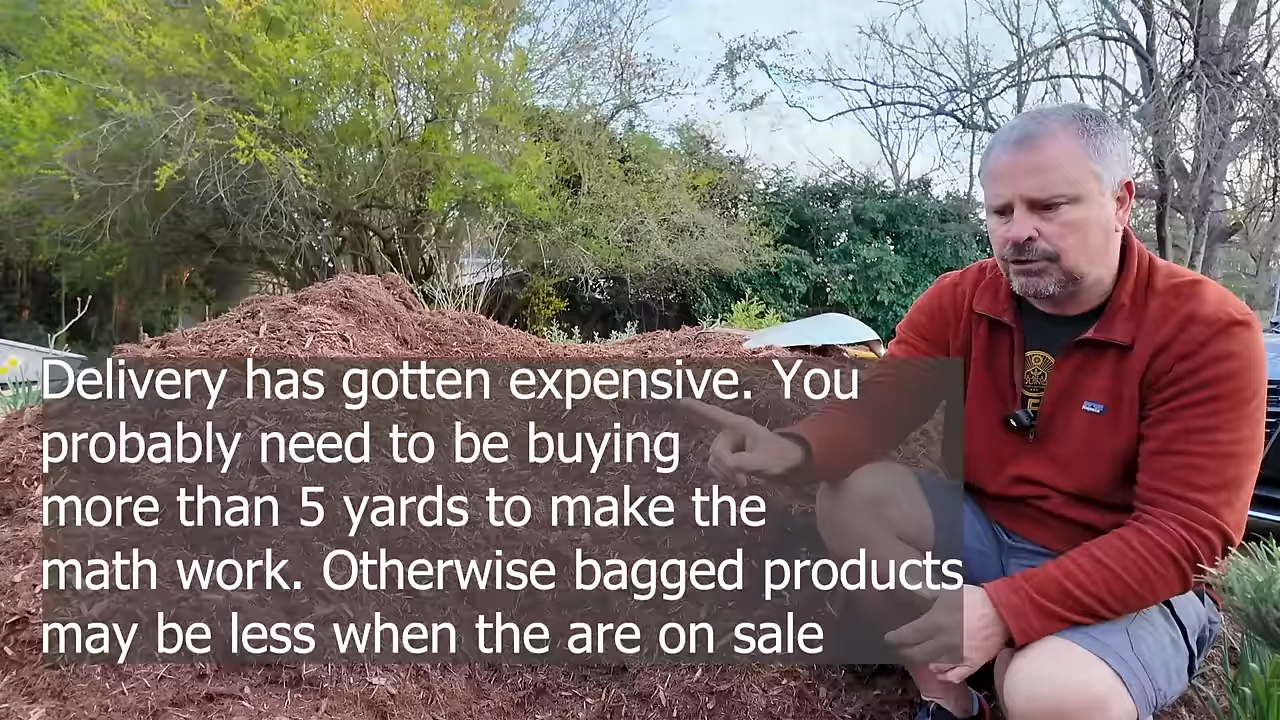 Delivery has gotten expensive. You
probably need to be buying
more than 5 yards to make the
math work. Otherwise bagged products
may be less when the are on sale